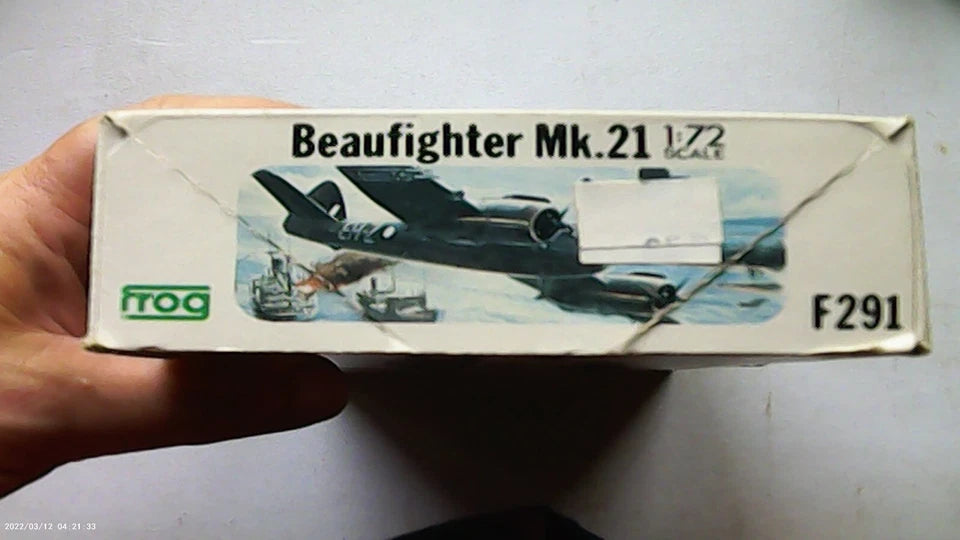 Beaufighter Mk.21 1:72
SCALE
frog
F291
2022/03/12 04:21:33